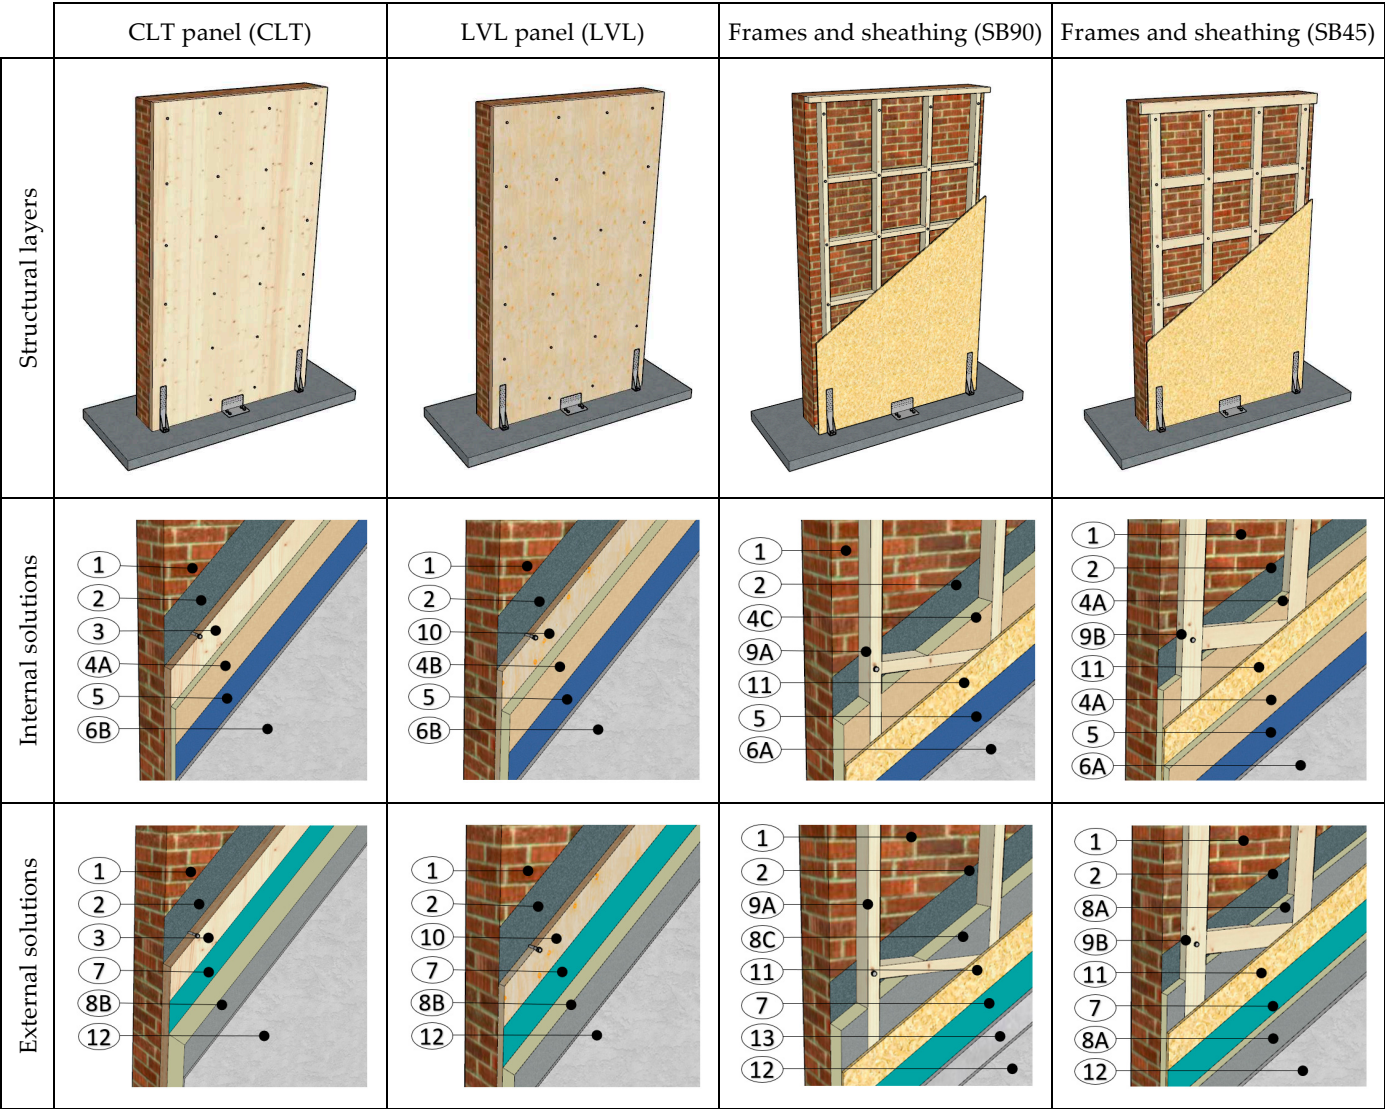 CLT panel (CLT)
LVL panel (LVL)
Frames and sheathing (SB90)
Frames and sheathing (SB45)
Structural layers
Internal solutions
1
2
3
4A
5
6B
1
2
10
4B
5
6B
1
2
4C
9A
11
5
6A
1
2
4A
9B
11
4A
5
6A
External solutions
1
2
3
7
8B
12
1
2
10
7
8B
12
1
2
9A
8C
11
7
13
12
1
2
8A
9B
11
7
8A
12